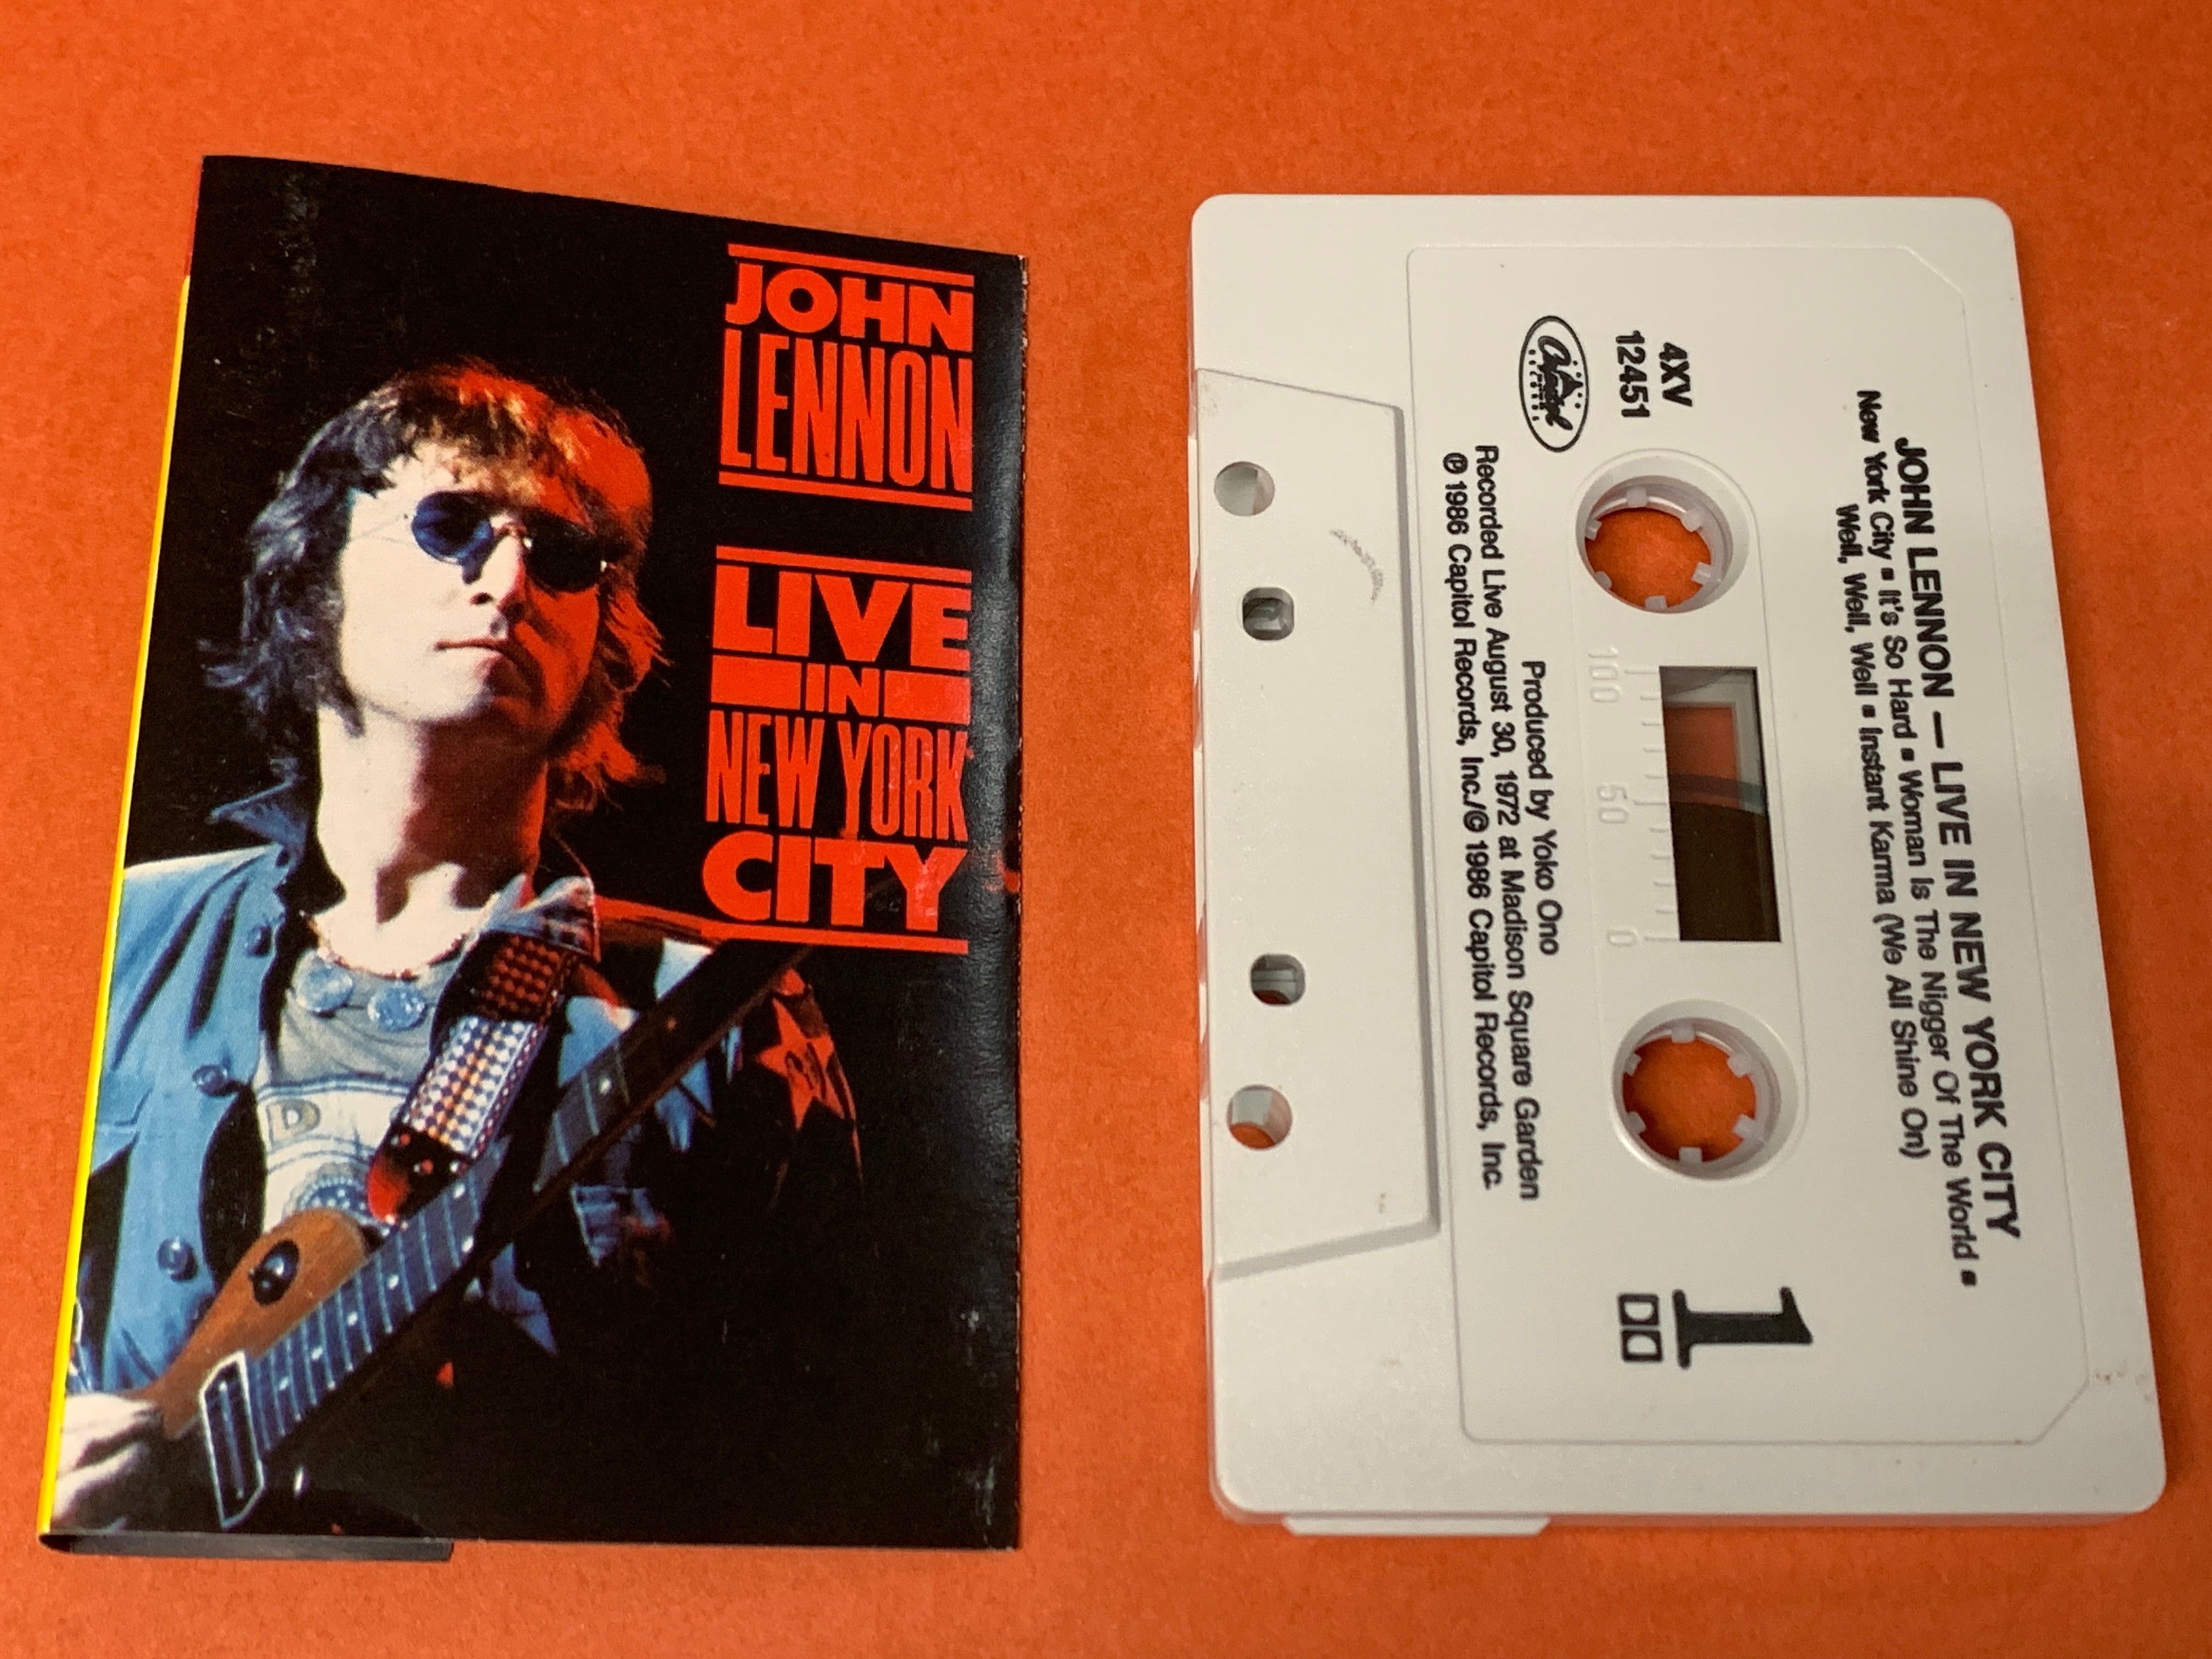 JOHN
LENNON
LIVE
IN
NEW YORK
CITY
JOHN LENNON — LIVE IN NEW YORK CITY
New York City ▪ It's So Hard ▪ Woman Is The Nigger Of The World ▪
Well, Well, Well ▪ Instant Karma (We All Shine On)
4XV
12451
1
100 50 0
Capitol
RECORDS
Produced by Yoko Ono
Recorded Live August 30, 1972 at Madison Square Garden
℗ 1986 Capitol Records, Inc./© 1986 Capitol Records, Inc.